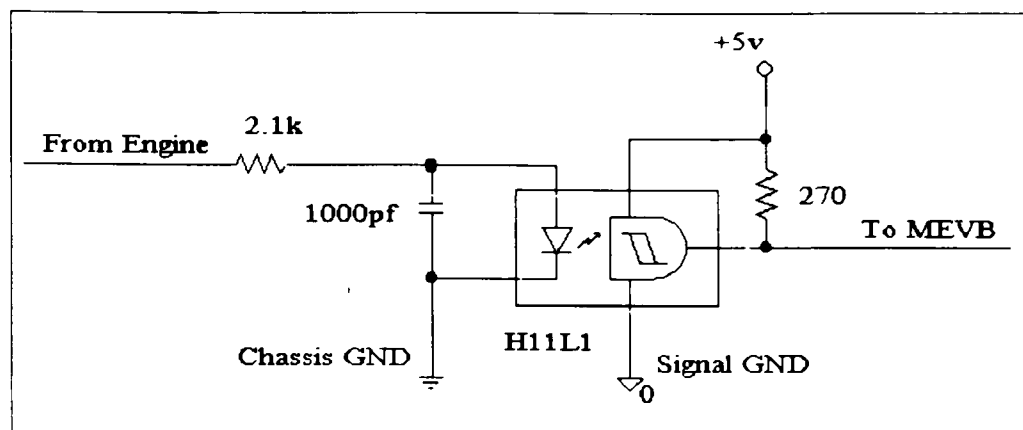 +5v
2.1k
From Engine
270
1000pf
To MEVB
H11L1
Chassis GND
Signal GND
0